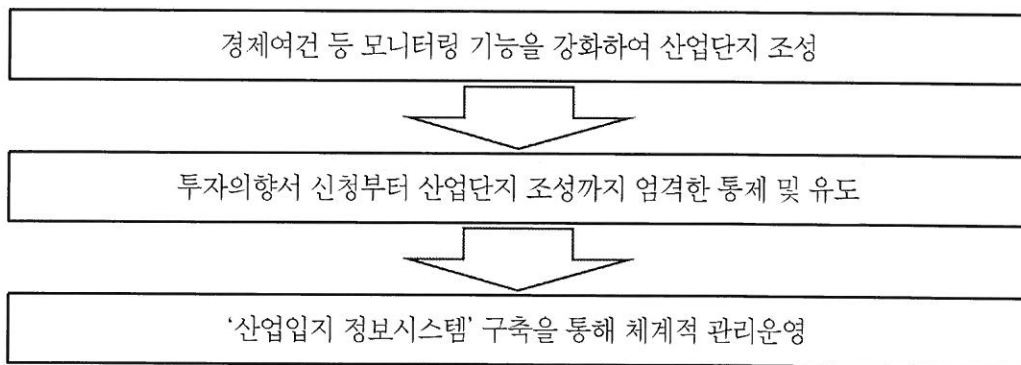 경제여건 등 모니터링 기능을 강화하여 산업단지 조성
투자의향서 신청부터 산업단지 조성까지 엄격한 통제 및 유도
‘산업입지 정보시스템’ 구축을 통해 체계적 관리운영